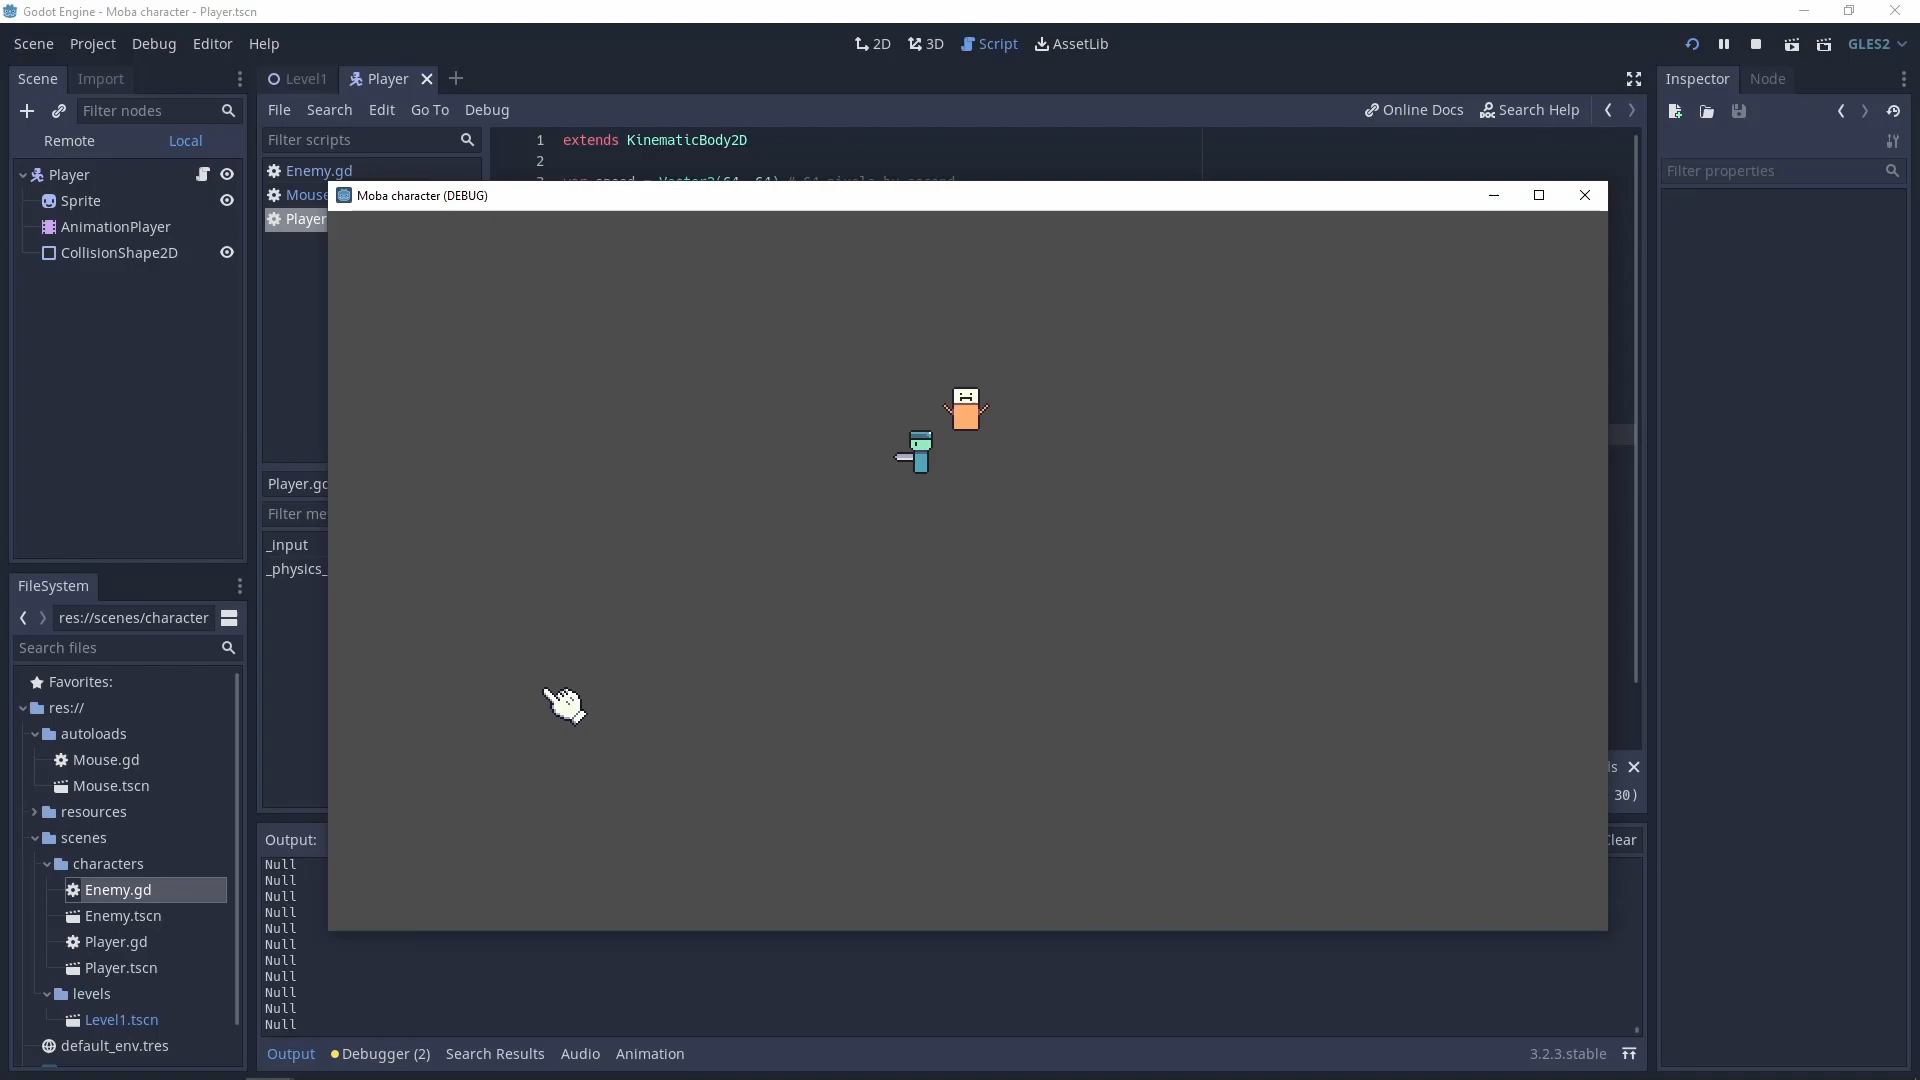 Godot Engine - Moba character - Player.tscn
Scene Project Debug Editor Help
2D 3D Script AssetLib
GLES2
Scene Import
Level1 Player
Inspector Node
Filter nodes
File Search Edit Go To Debug
Online Docs Search Help
Remote Local
Filter scripts
1 extends KinematicBody2D
2
Filter properties
Enemy.gd
Mouse
Player
Moba character (DEBUG)
Player
Sprite
AnimationPlayer
CollisionShape2D
Player.gd
Filter me
_input
_physics_
FileSystem
res://scenes/character
Search files
Favorites:
res://
autoloads
Mouse.gd
Mouse.tscn
resources
scenes
characters
Enemy.gd
Enemy.tscn
Player.gd
Player.tscn
levels
Level1.tscn
default_env.tres
ls
30)
Output:
Clear
Null
Null
Null
Null
Null
Null
Null
Null
Null
Null
Null
Output Debugger (2) Search Results Audio Animation
3.2.3.stable